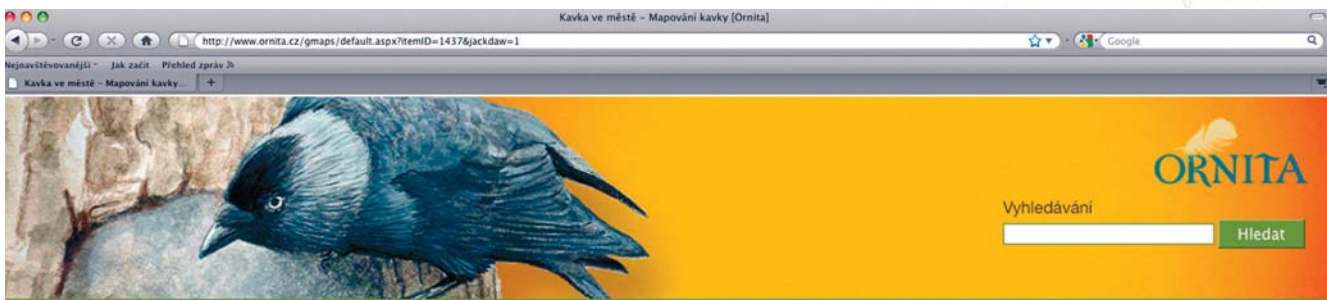 Kavka ve městě – Mapování kavky [Ornita]
http://www.ornita.cz/gmaps/default.aspx?itemID=1437&jackdaw=1
Google
Nejnavštěvovanější Jak začít Přehled zpráv
Kavka ve městě – Mapování kavky... +
ORNITA
Vyhledávání
Hledat